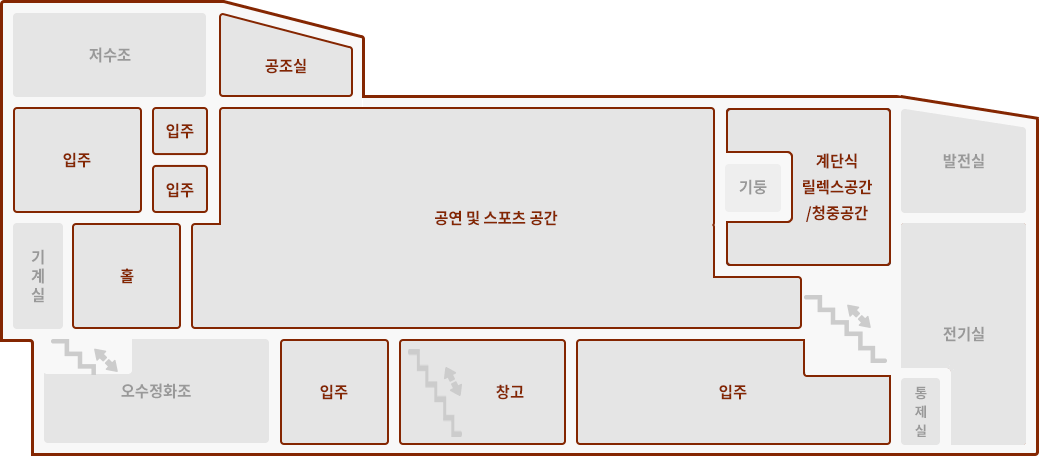 저수조
공조실
입주
입주
입주
공연 및 스포츠 공간
기둥
계단식
릴렉스공간
/청중공간
발전실
기
계
실
홀
전기실
오수정화조
입주
창고
입주
통
제
실